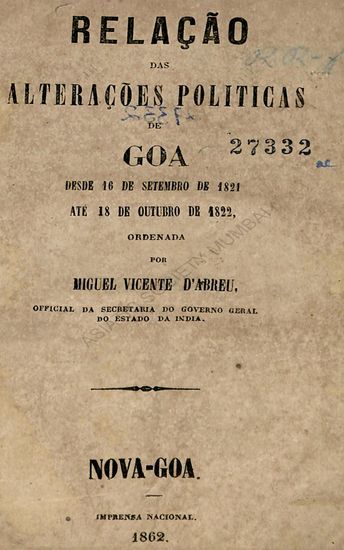 RELAÇÃO
DAS
ALTERAÇÕES POLITICAS
27332
DE
GOA
27332
DESDE 16 DE SETEMBRO DE 1821
ATÉ 18 DE OUTUBRO DE 1822,
ORDENADA
POR
MIGUEL VICENTE D'ABREU,
OFFICIAL DA SECRETARIA DO GOVERNO GERAL
DO ESTADO DA INDIA.
NOVA-GOA.
IMPRENSA NACIONAL.
1862.